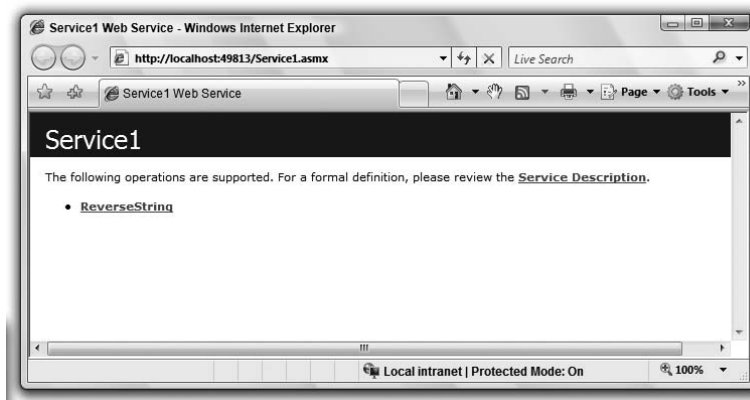 Service1 Web Service - Windows Internet Explorer
http://localhost:49813/Service1.asmx
Live Search
Service1 Web Service
Page
Tools
Service1
The following operations are supported. For a formal definition, please review the Service Description.
ReverseString
Local intranet | Protected Mode: On
100%